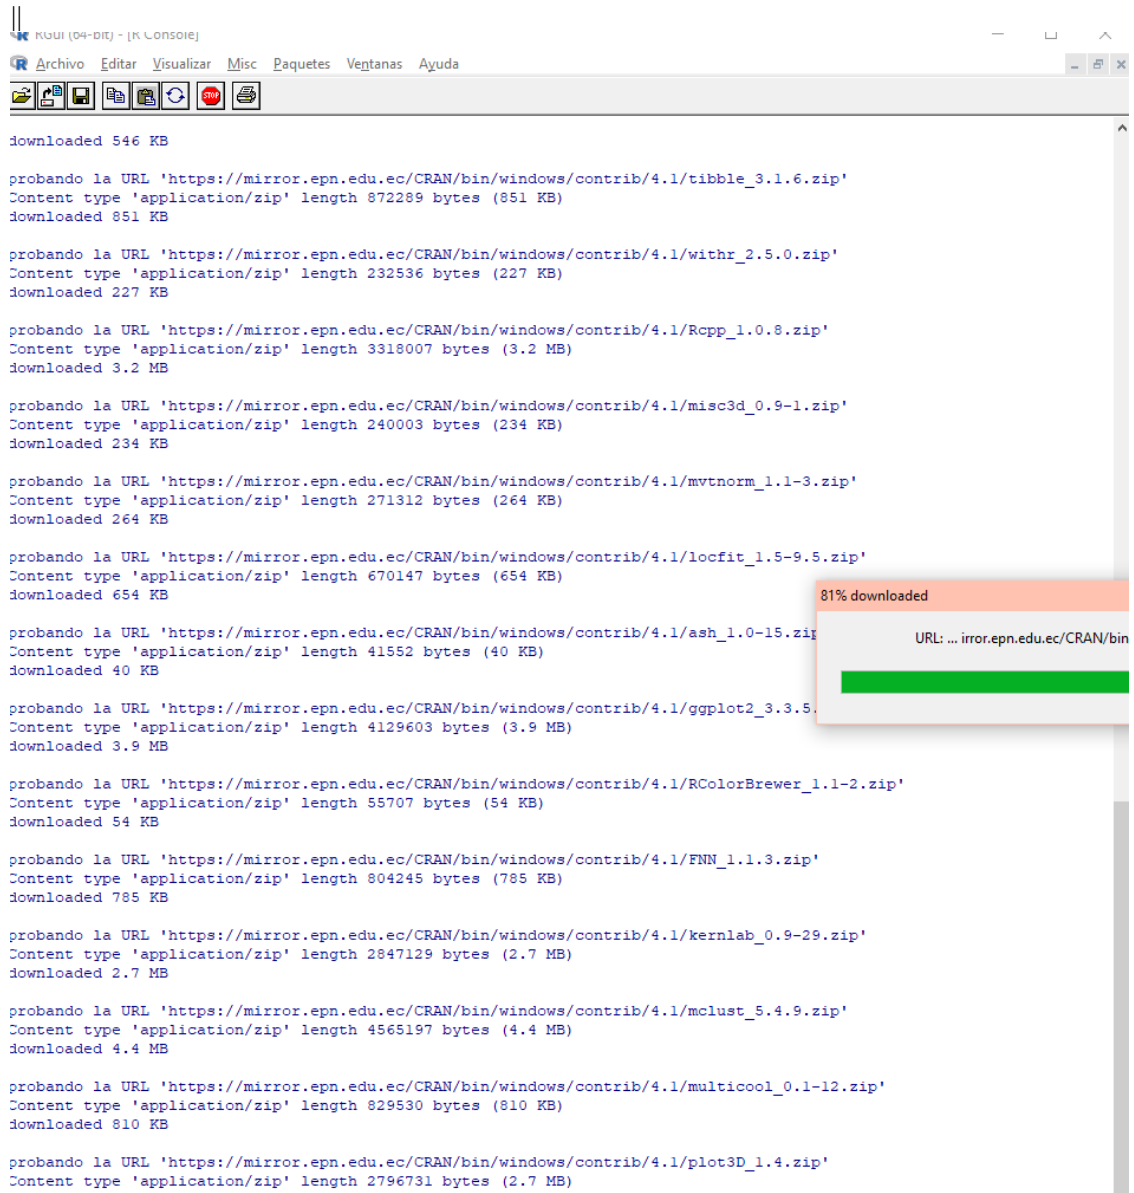 RGui (64-bit) - [R Console]
Archivo Editar Visualizar Misc Paquetes Ventanas Ayuda
STOP
downloaded 546 KB
probando la URL 'https://mirror.epn.edu.ec/CRAN/bin/windows/contrib/4.1/tibble_3.1.6.zip'
Content type 'application/zip' length 872289 bytes (851 KB)
downloaded 851 KB
probando la URL 'https://mirror.epn.edu.ec/CRAN/bin/windows/contrib/4.1/withr_2.5.0.zip'
Content type 'application/zip' length 232536 bytes (227 KB)
downloaded 227 KB
probando la URL 'https://mirror.epn.edu.ec/CRAN/bin/windows/contrib/4.1/Rcpp_1.0.8.zip'
Content type 'application/zip' length 3318007 bytes (3.2 MB)
downloaded 3.2 MB
probando la URL 'https://mirror.epn.edu.ec/CRAN/bin/windows/contrib/4.1/misc3d_0.9-1.zip'
Content type 'application/zip' length 240003 bytes (234 KB)
downloaded 234 KB
probando la URL 'https://mirror.epn.edu.ec/CRAN/bin/windows/contrib/4.1/mvtnorm_1.1-3.zip'
Content type 'application/zip' length 271312 bytes (264 KB)
downloaded 264 KB
probando la URL 'https://mirror.epn.edu.ec/CRAN/bin/windows/contrib/4.1/locfit_1.5-9.5.zip'
Content type 'application/zip' length 670147 bytes (654 KB)
downloaded 654 KB
81% downloaded
URL: ... irror.epn.edu.ec/CRAN/bin
probando la URL 'https://mirror.epn.edu.ec/CRAN/bin/windows/contrib/4.1/ash_1.0-15.zip
Content type 'application/zip' length 41552 bytes (40 KB)
downloaded 40 KB
probando la URL 'https://mirror.epn.edu.ec/CRAN/bin/windows/contrib/4.1/ggplot2_3.3.5.
Content type 'application/zip' length 4129603 bytes (3.9 MB)
downloaded 3.9 MB
probando la URL 'https://mirror.epn.edu.ec/CRAN/bin/windows/contrib/4.1/RColorBrewer_1.1-2.zip'
Content type 'application/zip' length 55707 bytes (54 KB)
downloaded 54 KB
probando la URL 'https://mirror.epn.edu.ec/CRAN/bin/windows/contrib/4.1/FNN_1.1.3.zip'
Content type 'application/zip' length 804245 bytes (785 KB)
downloaded 785 KB
probando la URL 'https://mirror.epn.edu.ec/CRAN/bin/windows/contrib/4.1/kernlab_0.9-29.zip'
Content type 'application/zip' length 2847129 bytes (2.7 MB)
downloaded 2.7 MB
probando la URL 'https://mirror.epn.edu.ec/CRAN/bin/windows/contrib/4.1/mclust_5.4.9.zip'
Content type 'application/zip' length 4565197 bytes (4.4 MB)
downloaded 4.4 MB
probando la URL 'https://mirror.epn.edu.ec/CRAN/bin/windows/contrib/4.1/multicool_0.1-12.zip'
Content type 'application/zip' length 829530 bytes (810 KB)
downloaded 810 KB
probando la URL 'https://mirror.epn.edu.ec/CRAN/bin/windows/contrib/4.1/plot3D_1.4.zip'
Content type 'application/zip' length 2796731 bytes (2.7 MB)